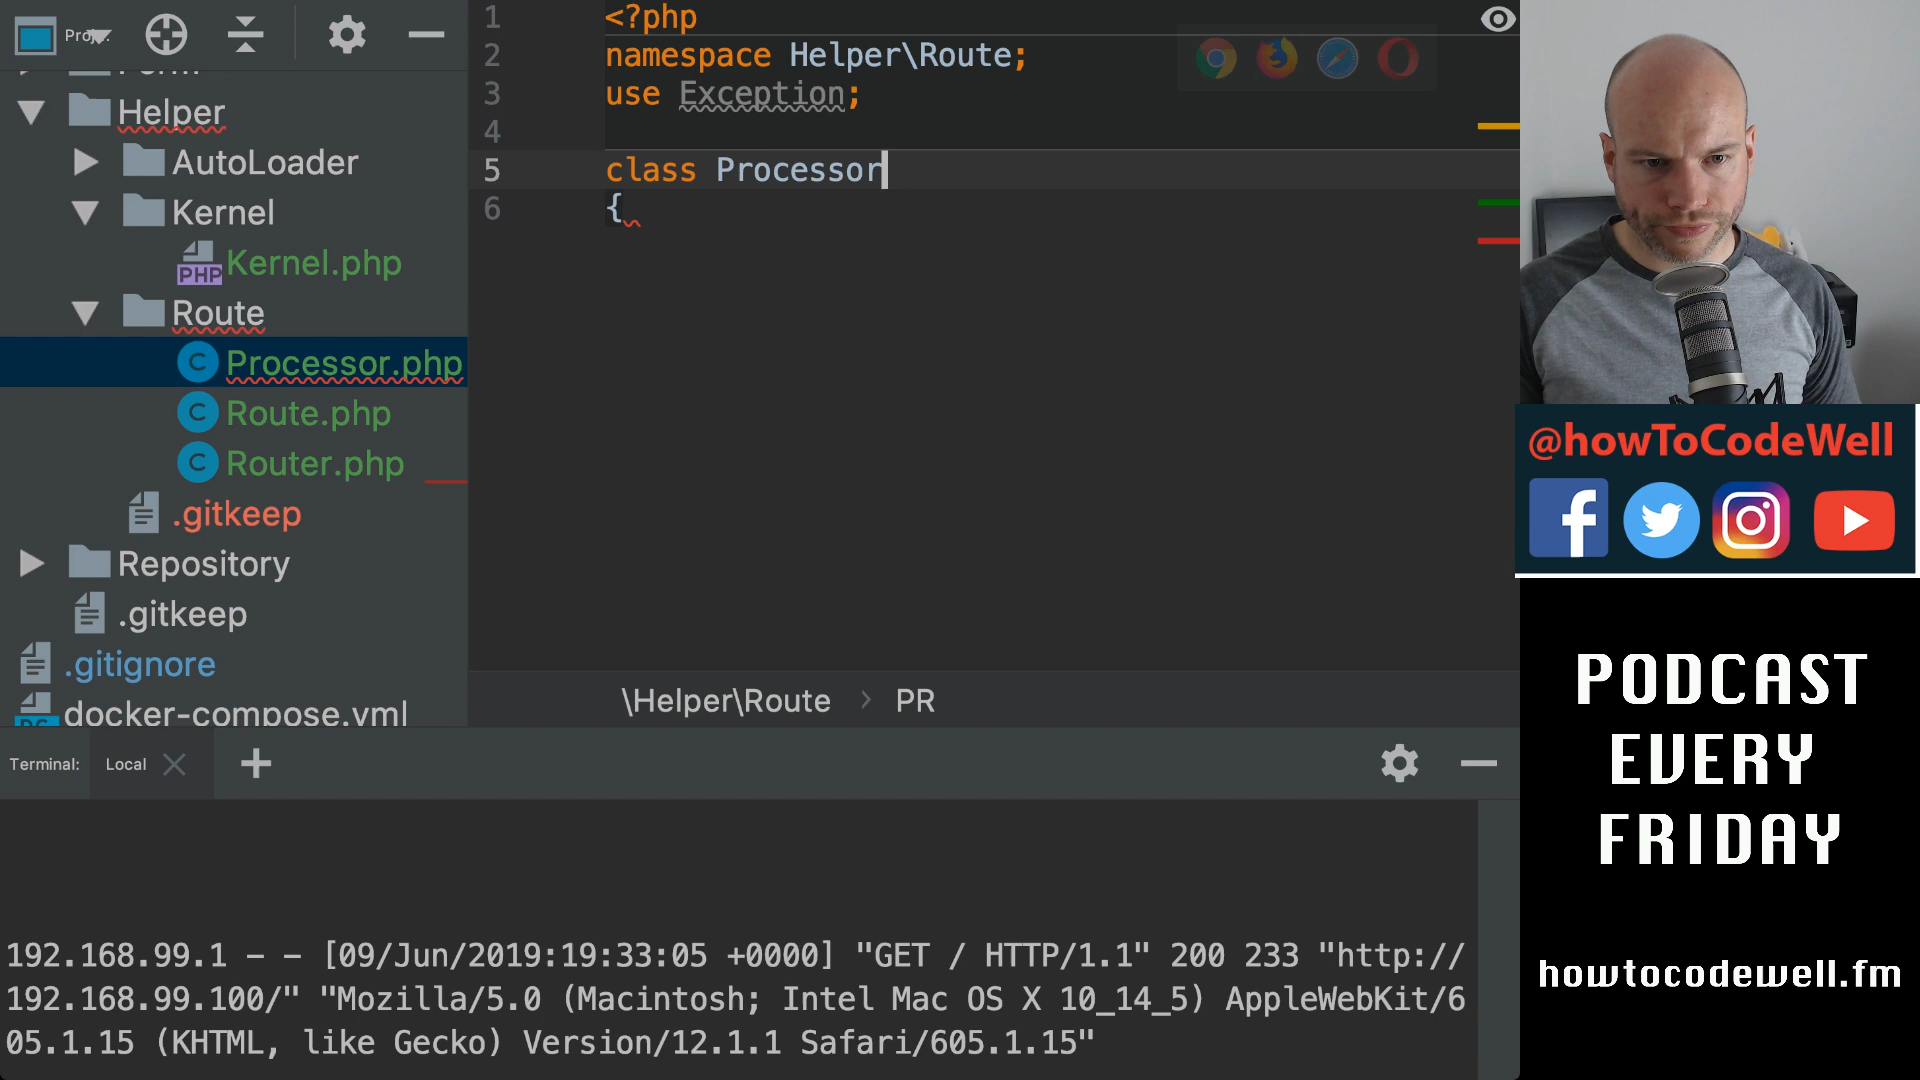 Proj
Helper
AutoLoader
Kernel
PHP Kernel.php
Route
C Processor.php
C Route.php
C Router.php
.gitkeep
Repository
.gitkeep
.gitignore
docker-compose.yml
1 <?php
2 namespace Helper\Route;
3 use Exception;
4
5 class Processor
6 {
\Helper\Route > PR
Terminal: Local
192.168.99.1 - - [09/Jun/2019:19:33:05 +0000] "GET / HTTP/1.1" 200 233 "http://
192.168.99.100/" "Mozilla/5.0 (Macintosh; Intel Mac OS X 10_14_5) AppleWebKit/6
05.1.15 (KHTML, like Gecko) Version/12.1.1 Safari/605.1.15"
@howToCodeWell
PODCAST
EVERY
FRIDAY
howtocodewell.fm